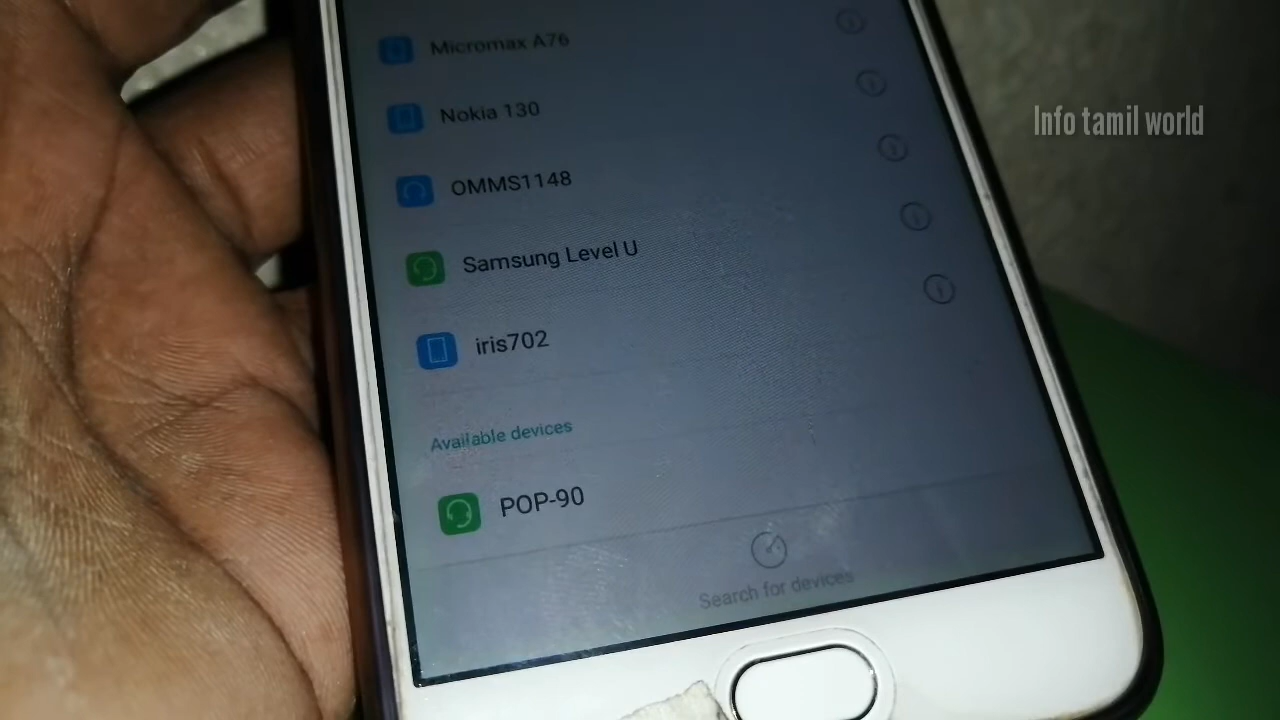 Micromax A76
Nokia 130
OMMS1148
Samsung Level U
iris702
Available devices
POP-90
Search for devices
Info tamil world